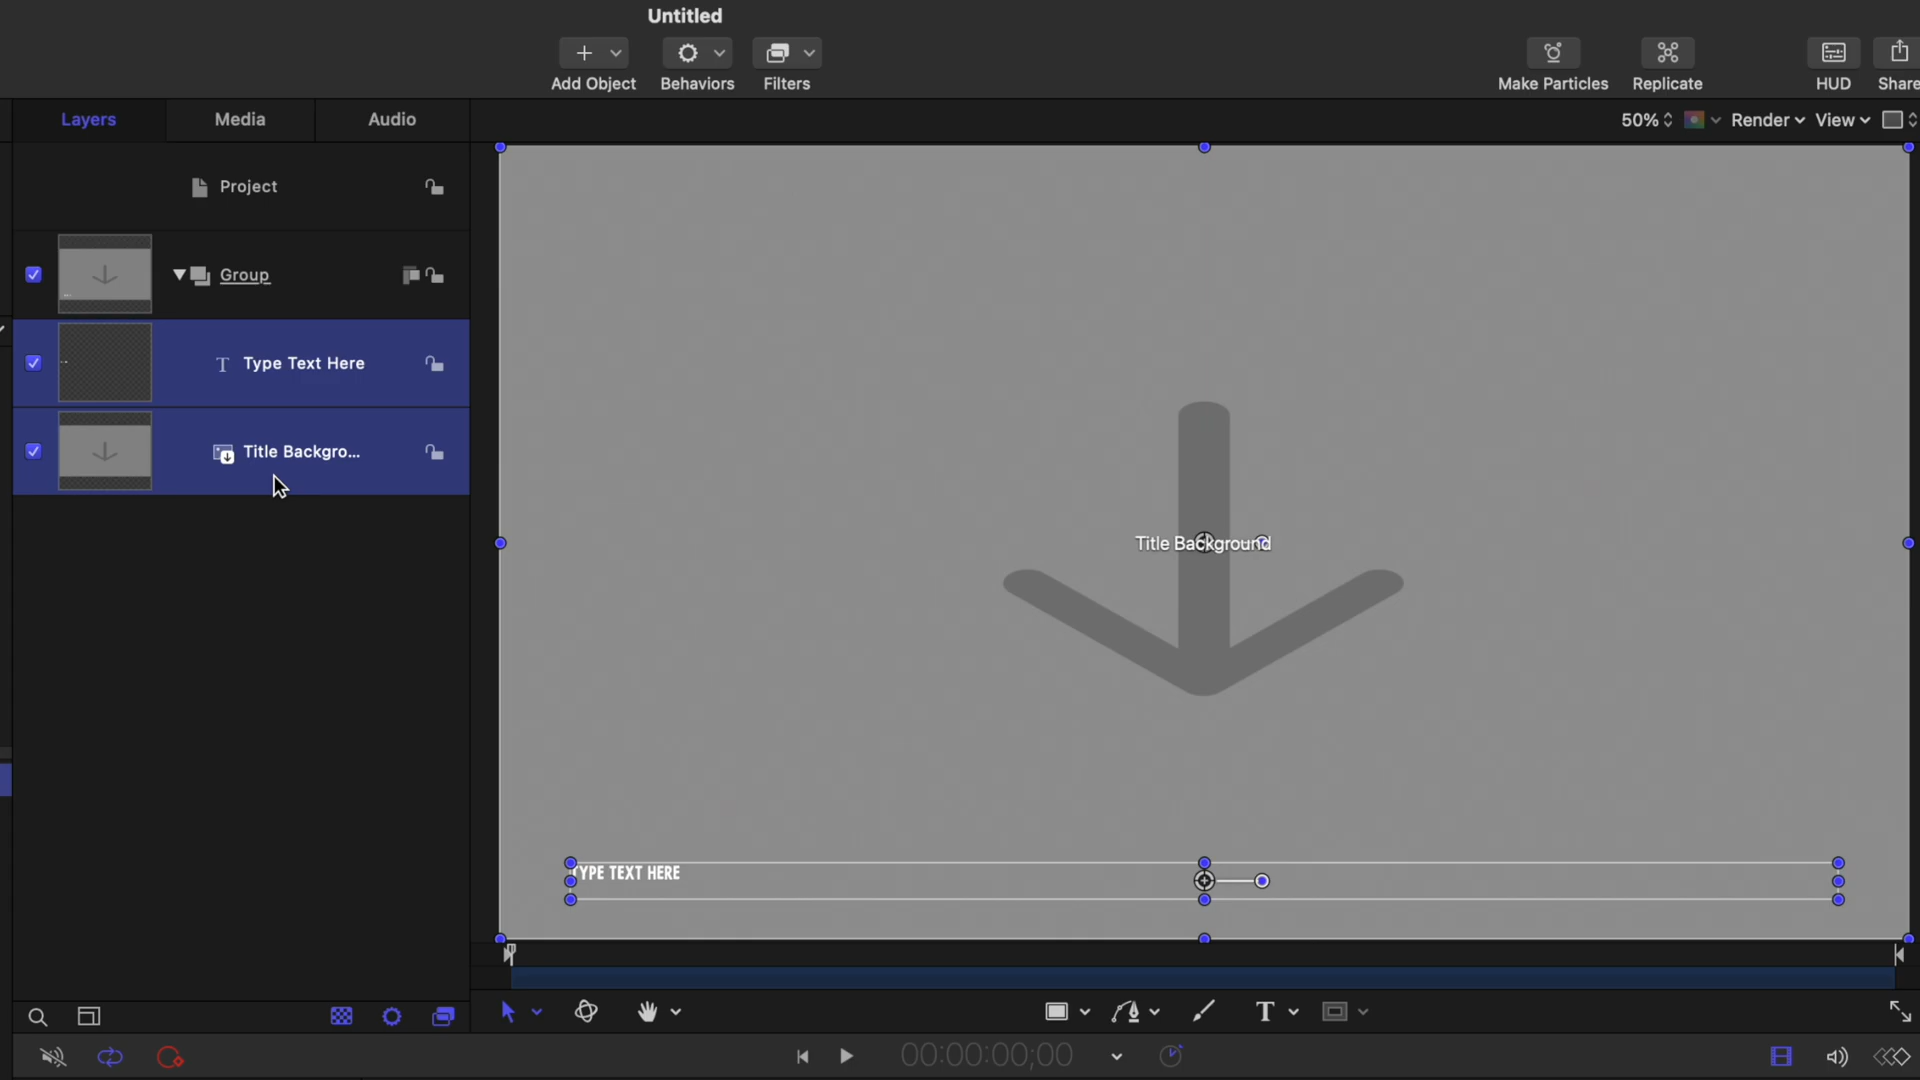 Untitled
Add Object
Behaviors
Filters
Make Particles
Replicate
HUD
Share
Layers
Media
Audio
50%
Render
View
Project
Group
T Type Text Here
Title Backgro...
Title Background
TYPE TEXT HERE
T
00:00:00;00